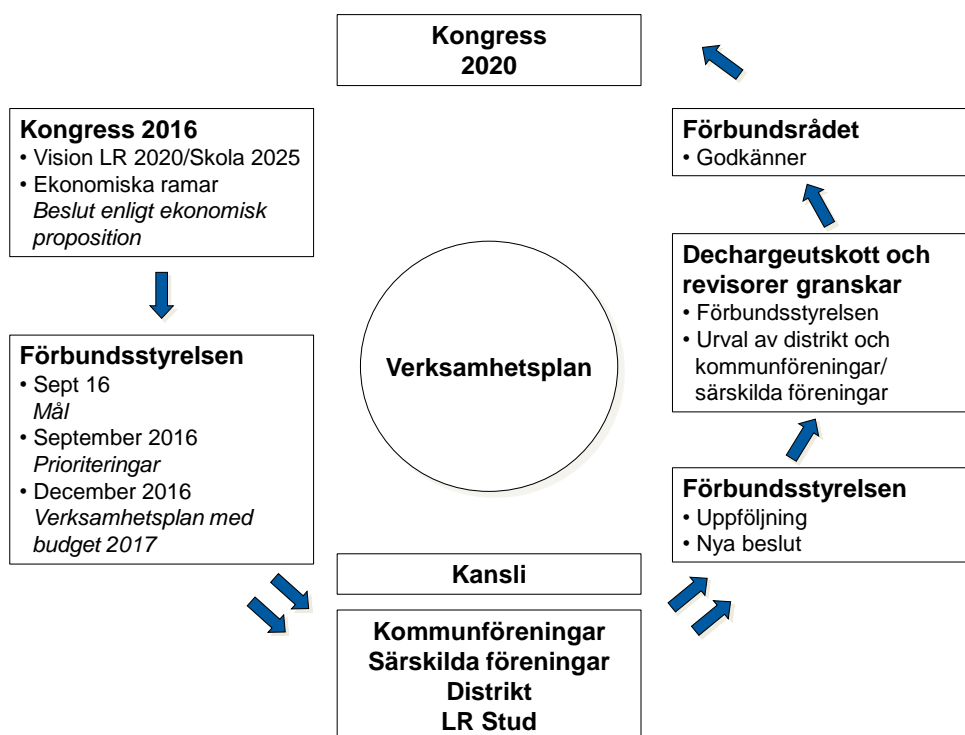 Kongress
2020
Kongress 2016
• Vision LR 2020/Skola 2025
• Ekonomiska ramar
Beslut enligt ekonomisk
proposition
Förbundsstyrelsen
• Sept 16
Mål
• September 2016
Prioriteringar
• December 2016
Verksamhetsplan med
budget 2017
Verksamhetsplan
Kansli
Kommunföreningar
Särskilda föreningar
Distrikt
LR Stud
Förbundsrådet
• Godkänner
Dechargeutskott och
revisorer granskar
• Förbundsstyrelsen
• Urval av distrikt och
kommunföreningar/
särskilda föreningar
Förbundsstyrelsen
• Uppföljning
• Nya beslut